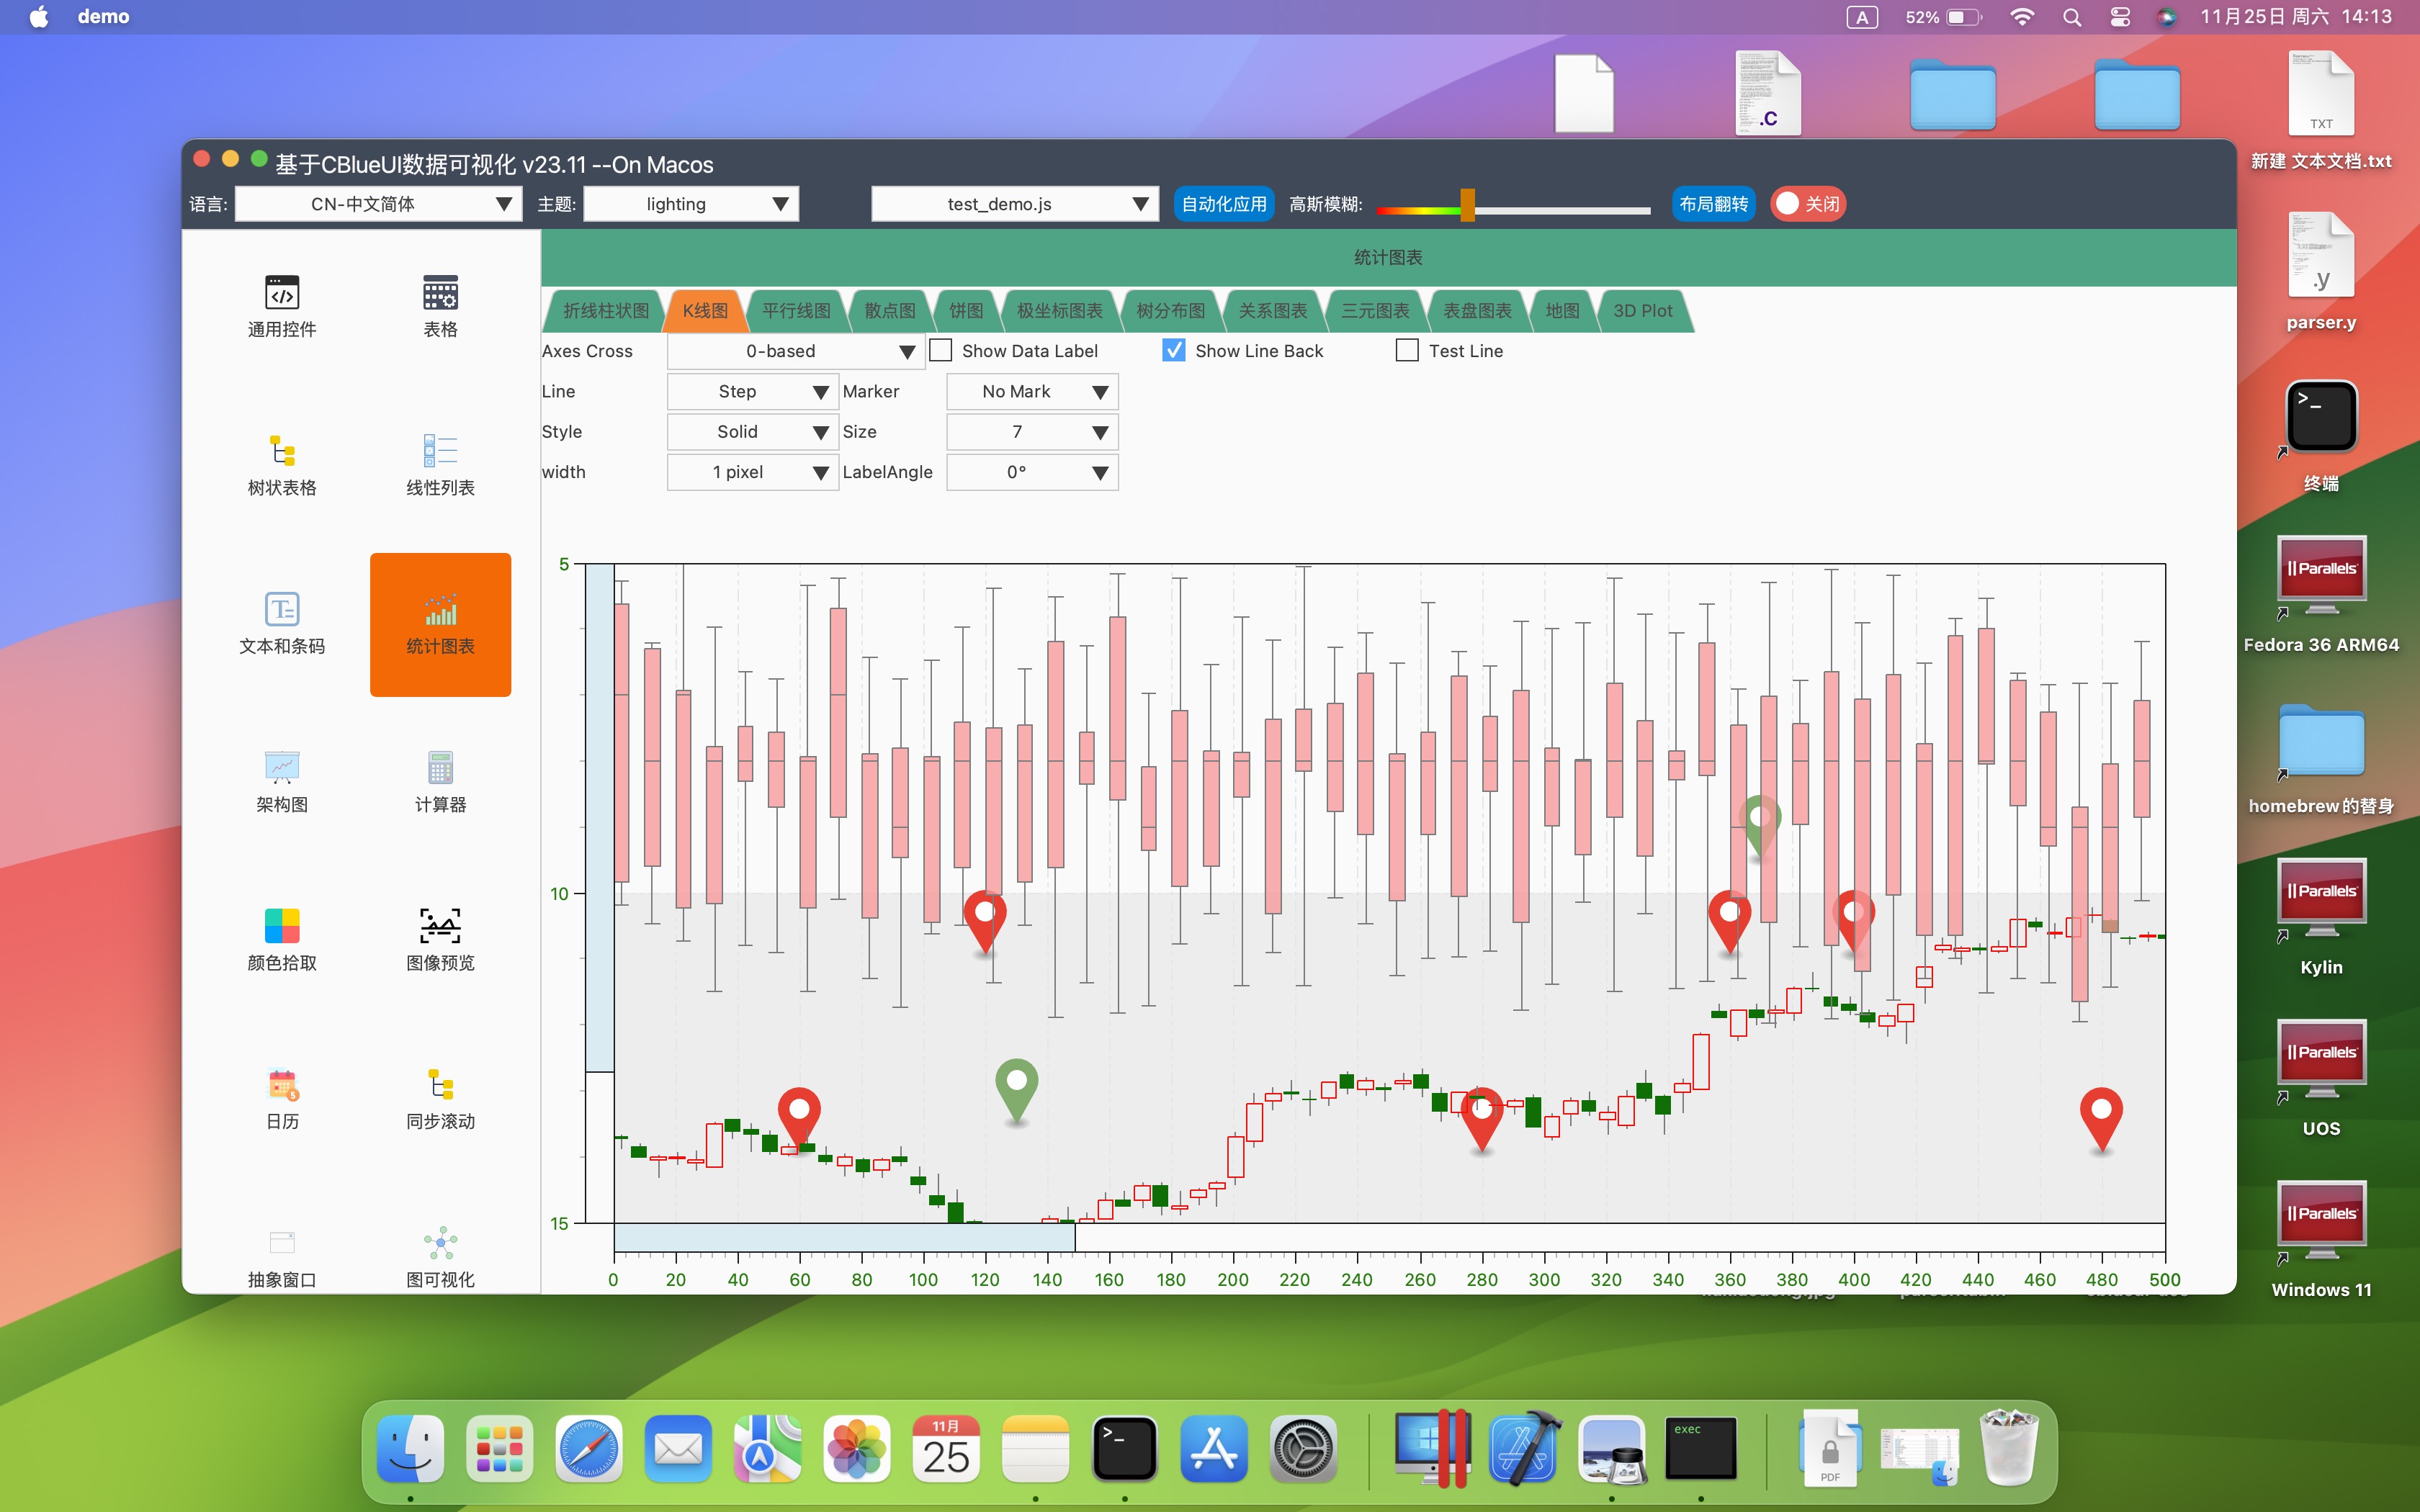 demo
A
52%
11月25日 周六 14:13
.C
TXT
新建 文本文档.txt
.y
parser.y
>_
终端
Parallels
Fedora 36 ARM64
homebrew的替身
Parallels
Kylin
Parallels
UOS
Parallels
Windows 11
基于CBlueUI数据可视化 v23.11 --On Macos
语言: CN-中文简体 主题: lighting test_demo.js 自动化应用 高斯模糊: 布局翻转 关闭
通用控件 表格
树状表格 线性列表
文本和条码 统计图表
架构图 计算器
颜色拾取 图像预览
日历 同步滚动
抽象窗口 图可视化
统计图表
折线柱状图 K线图 平行线图 散点图 饼图 极坐标图表 树分布图 关系图表 三元图表 表盘图表 地图 3D Plot
Axes Cross 0-based Show Data Label Show Line Back Test Line
Line Step Marker No Mark
Style Solid Size 7
width 1 pixel LabelAngle 0°
5
10
15
0 20 40 60 80 100 120 140 160 180 200 220 240 260 280 300 320 340 360 380 400 420 440 460 480 500
11月
25
>_
exec
PDF